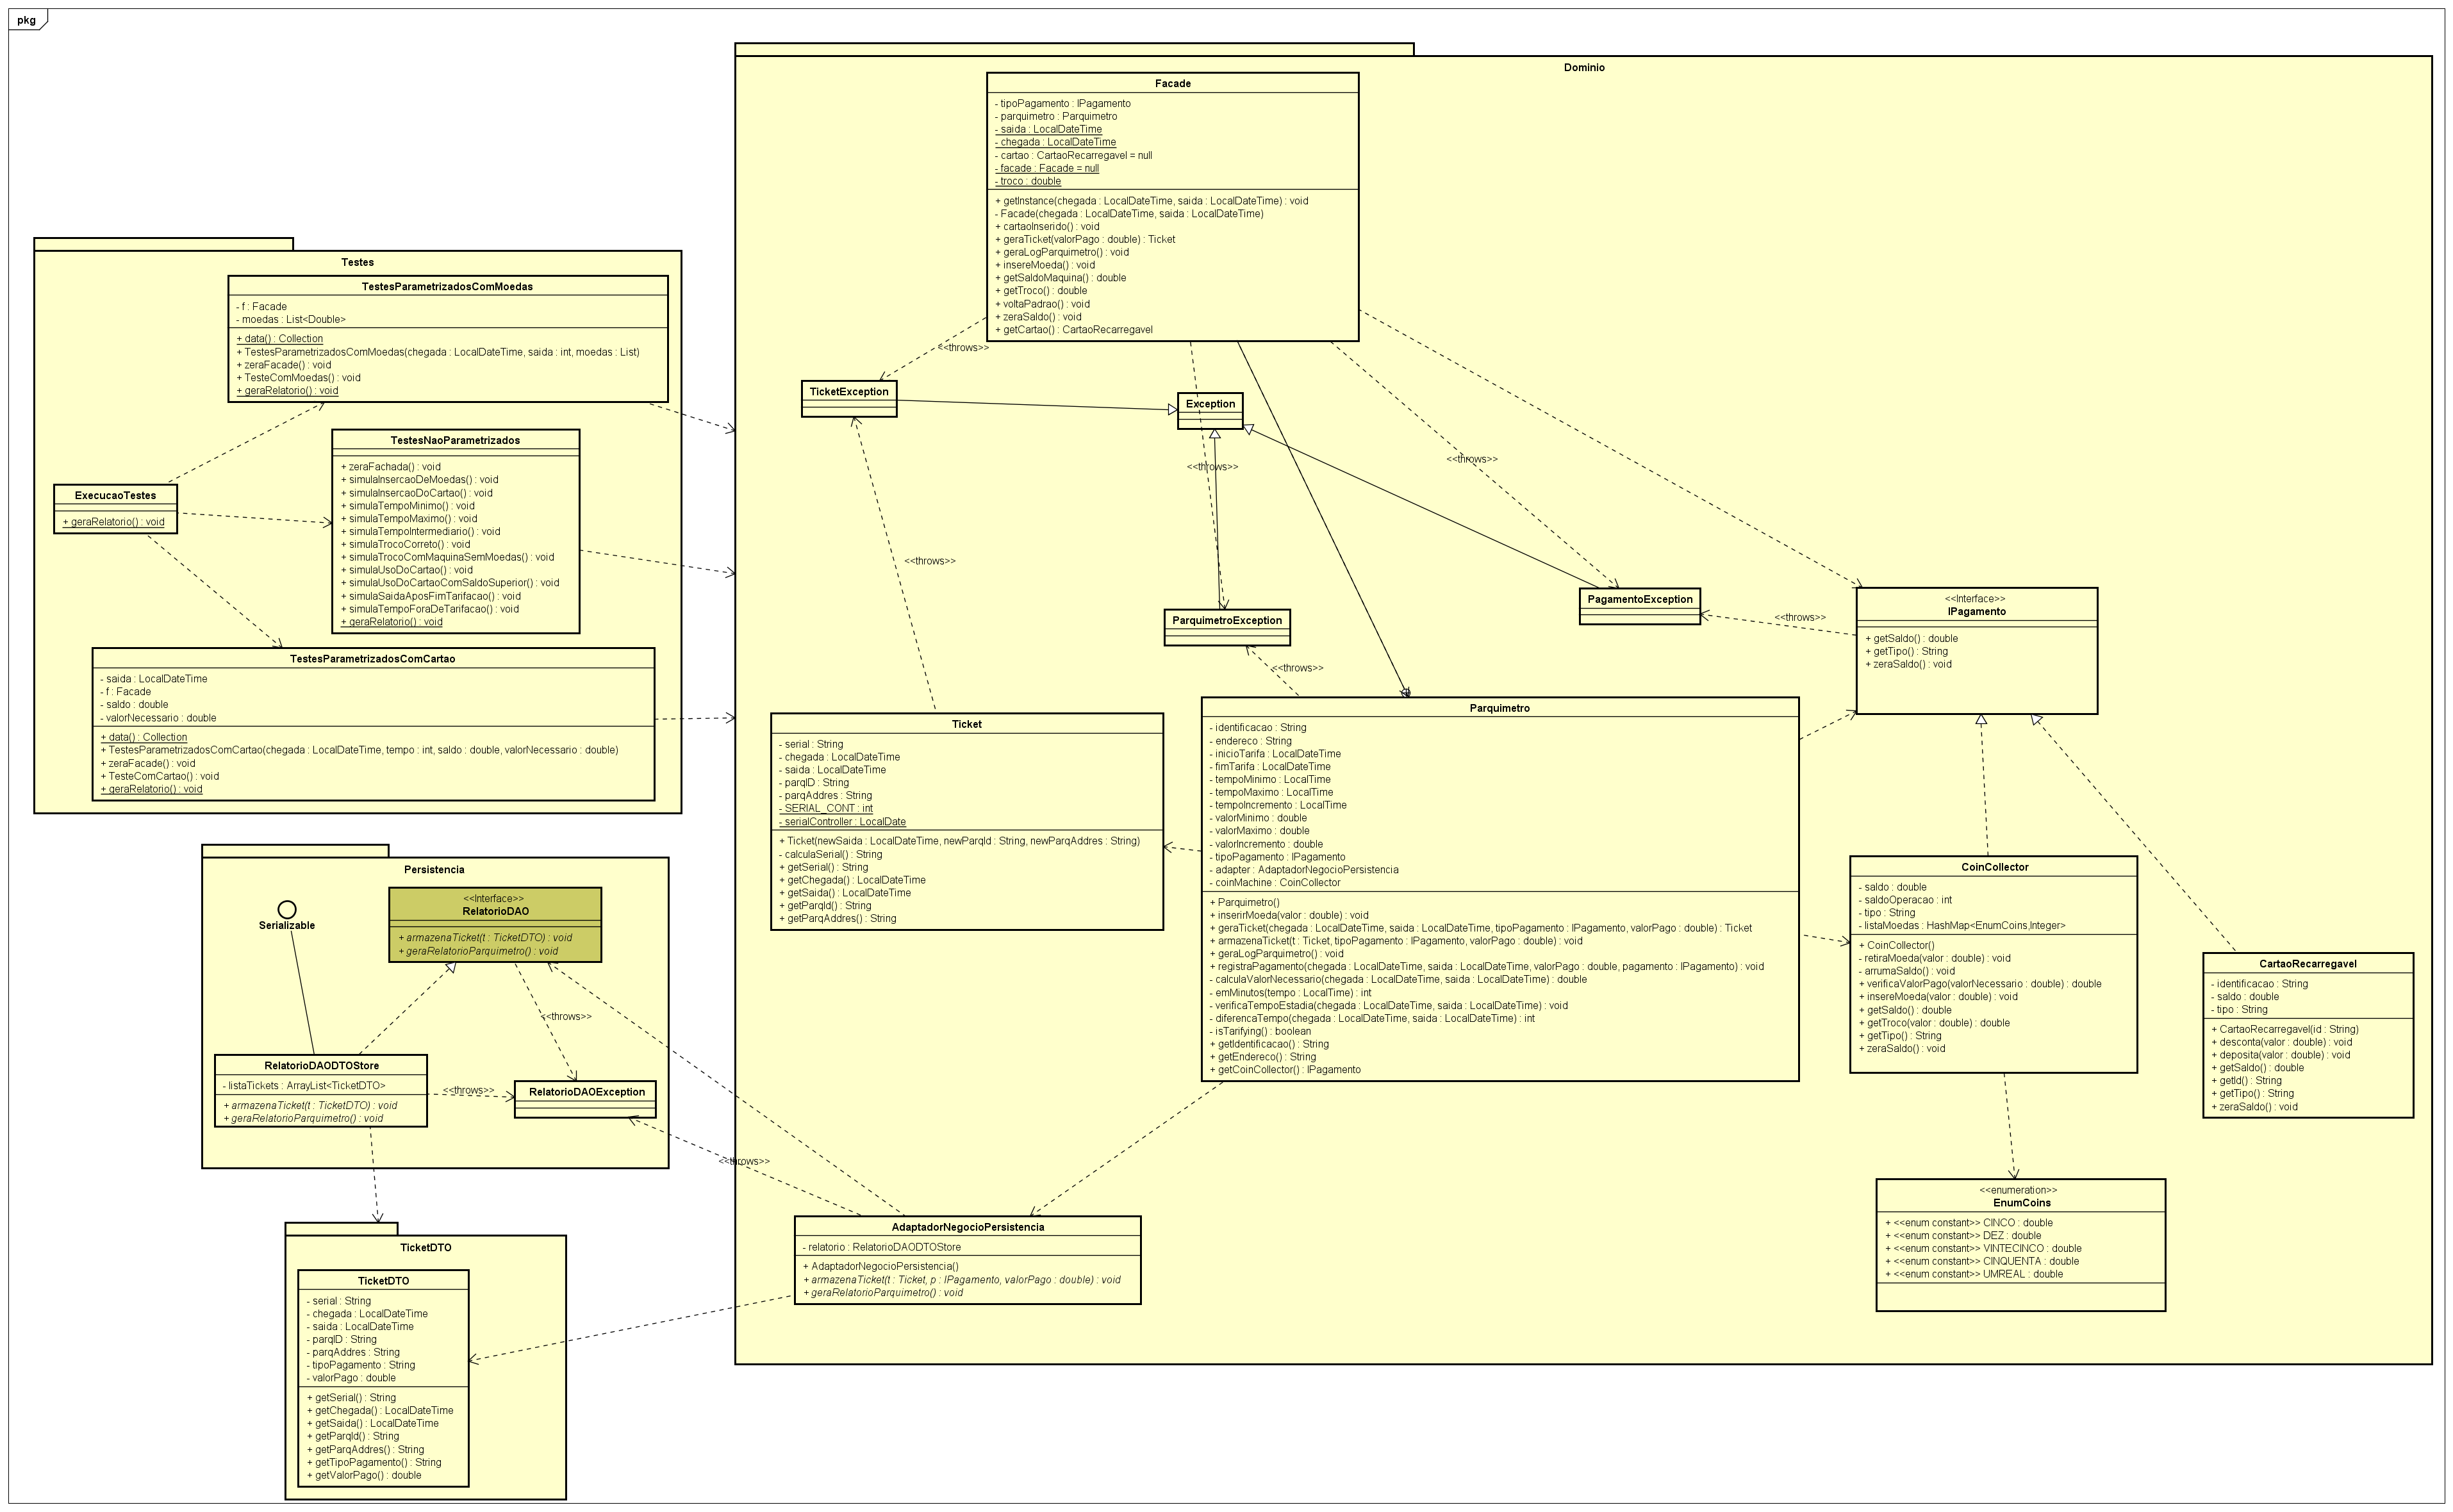 pkg
Dominio
Facade
- tipoPagamento : IPagamento
- parquimetro : Parquimetro
- saida : LocalDateTime
- chegada : LocalDateTime
- cartao : CartaoRecarregavel = null
- facade : Facade = null
- troco : double
+ getInstance(chegada : LocalDateTime, saida : LocalDateTime) : void
- Facade(chegada : LocalDateTime, saida : LocalDateTime)
+ cartaoInserido() : void
+ geraTicket(valorPago : double) : Ticket
+ geraLogParquimetro() : void
+ insereMoeda() : void
+ getSaldoMaquina() : double
+ getTroco() : double
+ voltaPadrao() : void
+ zeraSaldo() : void
+ getCartao() : CartaoRecarregavel
Testes
TestesParametrizadosComMoedas
- f : Facade
- moedas : List<Double>
+ data() : Collection
+ TestesParametrizadosComMoedas(chegada : LocalDateTime, saida : int, moedas : List)
+ zeraFacade() : void
+ TesteComMoedas() : void
+ geraRelatorio() : void
TestesNaoParametrizados
+ zeraFachada() : void
+ simulaInsercaoDeMoedas() : void
+ simulaInsercaoDoCartao() : void
+ simulaTempoMinimo() : void
+ simulaTempoMaximo() : void
+ simulaTempoIntermediario() : void
+ simulaTrocoCorreto() : void
+ simulaTrocoComMaquinaSemMoedas() : void
+ simulaUsoDoCartao() : void
+ simulaUsoDoCartaoComSaldoSuperior() : void
+ simulaSaidaAposFimTarifacao() : void
+ simulaTempoForaDeTarifacao() : void
+ geraRelatorio() : void
ExecucaoTestes
+ geraRelatorio() : void
TestesParametrizadosComCartao
- saida : LocalDateTime
- f : Facade
- saldo : double
- valorNecessario : double
+ data() : Collection
+ TestesParametrizadosComCartao(chegada : LocalDateTime, tempo : int, saldo : double, valorNecessario : double)
+ zeraFacade() : void
+ TesteComCartao() : void
+ geraRelatorio() : void
<<throws>>
TicketException
Exception
<<throws>>
<<throws>>
<<throws>>
ParquimetroException
<<throws>>
PagamentoException
<<throws>>
<<Interface>>
IPagamento
+ getSaldo() : double
+ getTipo() : String
+ zeraSaldo() : void
Ticket
- serial : String
- chegada : LocalDateTime
- saida : LocalDateTime
- parqID : String
- parqAddres : String
- SERIAL_CONT : int
- serialController : LocalDate
+ Ticket(newSaida : LocalDateTime, newParqId : String, newParqAddres : String)
- calculaSerial() : String
+ getSerial() : String
+ getChegada() : LocalDateTime
+ getSaida() : LocalDateTime
+ getParqId() : String
+ getParqAddres() : String
Parquimetro
- identificacao : String
- endereco : String
- inicioTarifa : LocalDateTime
- fimTarifa : LocalDateTime
- tempoMinimo : LocalTime
- tempoMaximo : LocalTime
- tempoIncremento : LocalTime
- valorMinimo : double
- valorMaximo : double
- valorIncremento : double
- tipoPagamento : IPagamento
- adapter : AdaptadorNegocioPersistencia
- coinMachine : CoinCollector
+ Parquimetro()
+ inserirMoeda(valor : double) : void
+ geraTicket(chegada : LocalDateTime, saida : LocalDateTime, tipoPagamento : IPagamento, valorPago : double) : Ticket
+ armazenaTicket(t : Ticket, tipoPagamento : IPagamento, valorPago : double) : void
+ geraLogParquimetro() : void
+ registraPagamento(chegada : LocalDateTime, saida : LocalDateTime, valorPago : double, pagamento : IPagamento) : void
- calculaValorNecessario(chegada : LocalDateTime, saida : LocalDateTime) : double
- emMinutos(tempo : LocalTime) : int
- verificaTempoEstadia(chegada : LocalDateTime, saida : LocalDateTime) : void
- diferencaTempo(chegada : LocalDateTime, saida : LocalDateTime) : int
- isTarifying() : boolean
+ getIdentificacao() : String
+ getEndereco() : String
+ getCoinCollector() : IPagamento
CoinCollector
- saldo : double
- saldoOperacao : int
- tipo : String
- listaMoedas : HashMap<EnumCoins,Integer>
+ CoinCollector()
- retiraMoeda(valor : double) : void
- arrumaSaldo() : void
+ verificaValorPago(valorNecessario : double) : double
+ insereMoeda(valor : double) : void
+ getSaldo() : double
+ getTroco(valor : double) : double
+ getTipo() : String
+ zeraSaldo() : void
CartaoRecarregavel
- identificacao : String
- saldo : double
- tipo : String
+ CartaoRecarregavel(id : String)
+ desconta(valor : double) : void
+ deposita(valor : double) : void
+ getSaldo() : double
+ getId() : String
+ getTipo() : String
+ zeraSaldo() : void
Persistencia
Serializable
<<Interface>>
RelatorioDAO
+ armazenaTicket(t : TicketDTO) : void
+ geraRelatorioParquimetro() : void
<<throws>>
RelatorioDAODTOStore
- listaTickets : ArrayList<TicketDTO>
+ armazenaTicket(t : TicketDTO) : void
+ geraRelatorioParquimetro() : void
<<throws>>
RelatorioDAOException
<<throws>>
<<enumeration>>
EnumCoins
+ <<enum constant>> CINCO : double
+ <<enum constant>> DEZ : double
+ <<enum constant>> VINTECINCO : double
+ <<enum constant>> CINQUENTA : double
+ <<enum constant>> UMREAL : double
AdaptadorNegocioPersistencia
- relatorio : RelatorioDAODTOStore
+ AdaptadorNegocioPersistencia()
+ armazenaTicket(t : Ticket, p : IPagamento, valorPago : double) : void
+ geraRelatorioParquimetro() : void
TicketDTO
TicketDTO
- serial : String
- chegada : LocalDateTime
- saida : LocalDateTime
- parqID : String
- parqAddres : String
- tipoPagamento : String
- valorPago : double
+ getSerial() : String
+ getChegada() : LocalDateTime
+ getSaida() : LocalDateTime
+ getParqId() : String
+ getParqAddres() : String
+ getTipoPagamento() : String
+ getValorPago() : double